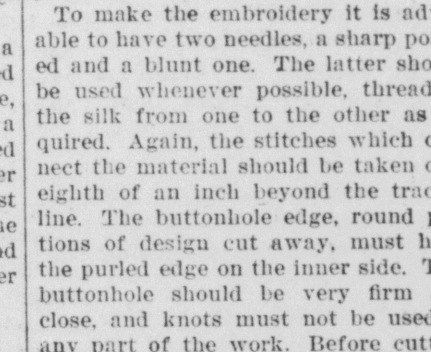 To make the embroidery it is ad
able to have two needles, a sharp po
ed and a blunt one. The latter sho
be used whenever possible, thread
the silk from one to the other as
quired. Again, the stitches which c
nect the material should be taken o
eighth of an inch beyond the trac
line. The buttonhole edge, round p
tions of design cut away, must h
the purled edge on the inner side. T
buttonhole should be very firm
close, and knots must not be used
any part of the work. Before cutt